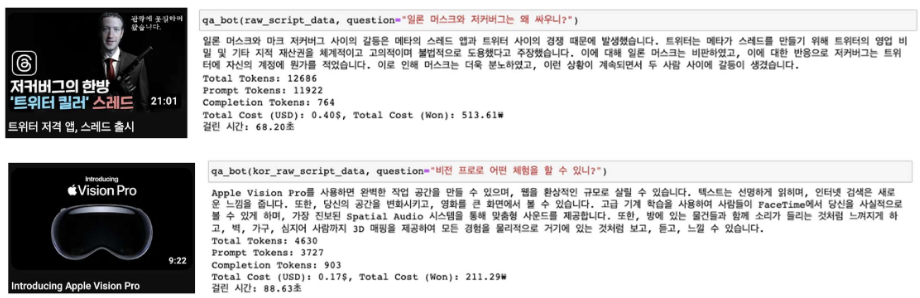 관짝에 못질하러
왔습니다.
저커버그의 한방
'트위터 킬러' 스레드
21:01
트위터 저격 앱, 스레드 출시
qa_bot(raw_script_data, question="일론 머스크와 저커버그는 왜 싸우니?")
일론 머스크와 마크 저커버그 사이의 갈등은 메타의 스레드 앱과 트위터 사이의 경쟁 때문에 발생했습니다. 트위터는 메타가 스레드를 만들기 위해 트위터의 영업 비
밀 및 기타 지적 재산권을 체계적이고 고의적이며 불법적으로 도용했다고 주장했습니다. 이에 대해 일론 머스크는 비판하였고, 이에 대한 반응으로 저커버그는 트위
터에 자신의 계정에 뭔가를 적었습니다. 이로 인해 머스크는 더욱 분노하였고, 이런 상황이 계속되면서 두 사람 사이에 갈등이 생겼습니다.
Total Tokens: 12686
Prompt Tokens: 11922
Completion Tokens: 764
Total Cost (USD): 0.40$, Total Cost (Won): 513.61₩
걸린 시간: 68.20초
Introducing
Vision Pro
9:22
Introducing Apple Vision Pro
qa_bot(kor_raw_script_data, question="비전 프로로 어떤 체험을 할 수 있니?")
Apple Vision Pro를 사용하면 완벽한 작업 공간을 만들 수 있으며, 웹을 환상적인 규모로 살릴 수 있습니다. 텍스트는 선명하게 읽히며, 인터넷 검색은 새로
운 느낌을 줍니다. 또한, 당신의 공간을 변화시키고, 영화를 큰 화면에서 볼 수 있습니다. 고급 기계 학습을 사용하여 사람들이 FaceTime에서 당신을 사실적으로
볼 수 있게 하며, 가장 진보된 Spatial Audio 시스템을 통해 맞춤형 사운드를 제공합니다. 또한, 방에 있는 물건들과 함께 소리가 들리는 것처럼 느껴지게 하
고, 벽, 가구, 심지어 사람까지 3D 매핑을 제공하여 모든 경험을 물리적으로 거기에 있는 것처럼 보고, 듣고, 느낄 수 있습니다.
Total Tokens: 4630
Prompt Tokens: 3727
Completion Tokens: 903
Total Cost (USD): 0.17$, Total Cost (Won): 211.29₩
걸린 시간: 88.63초